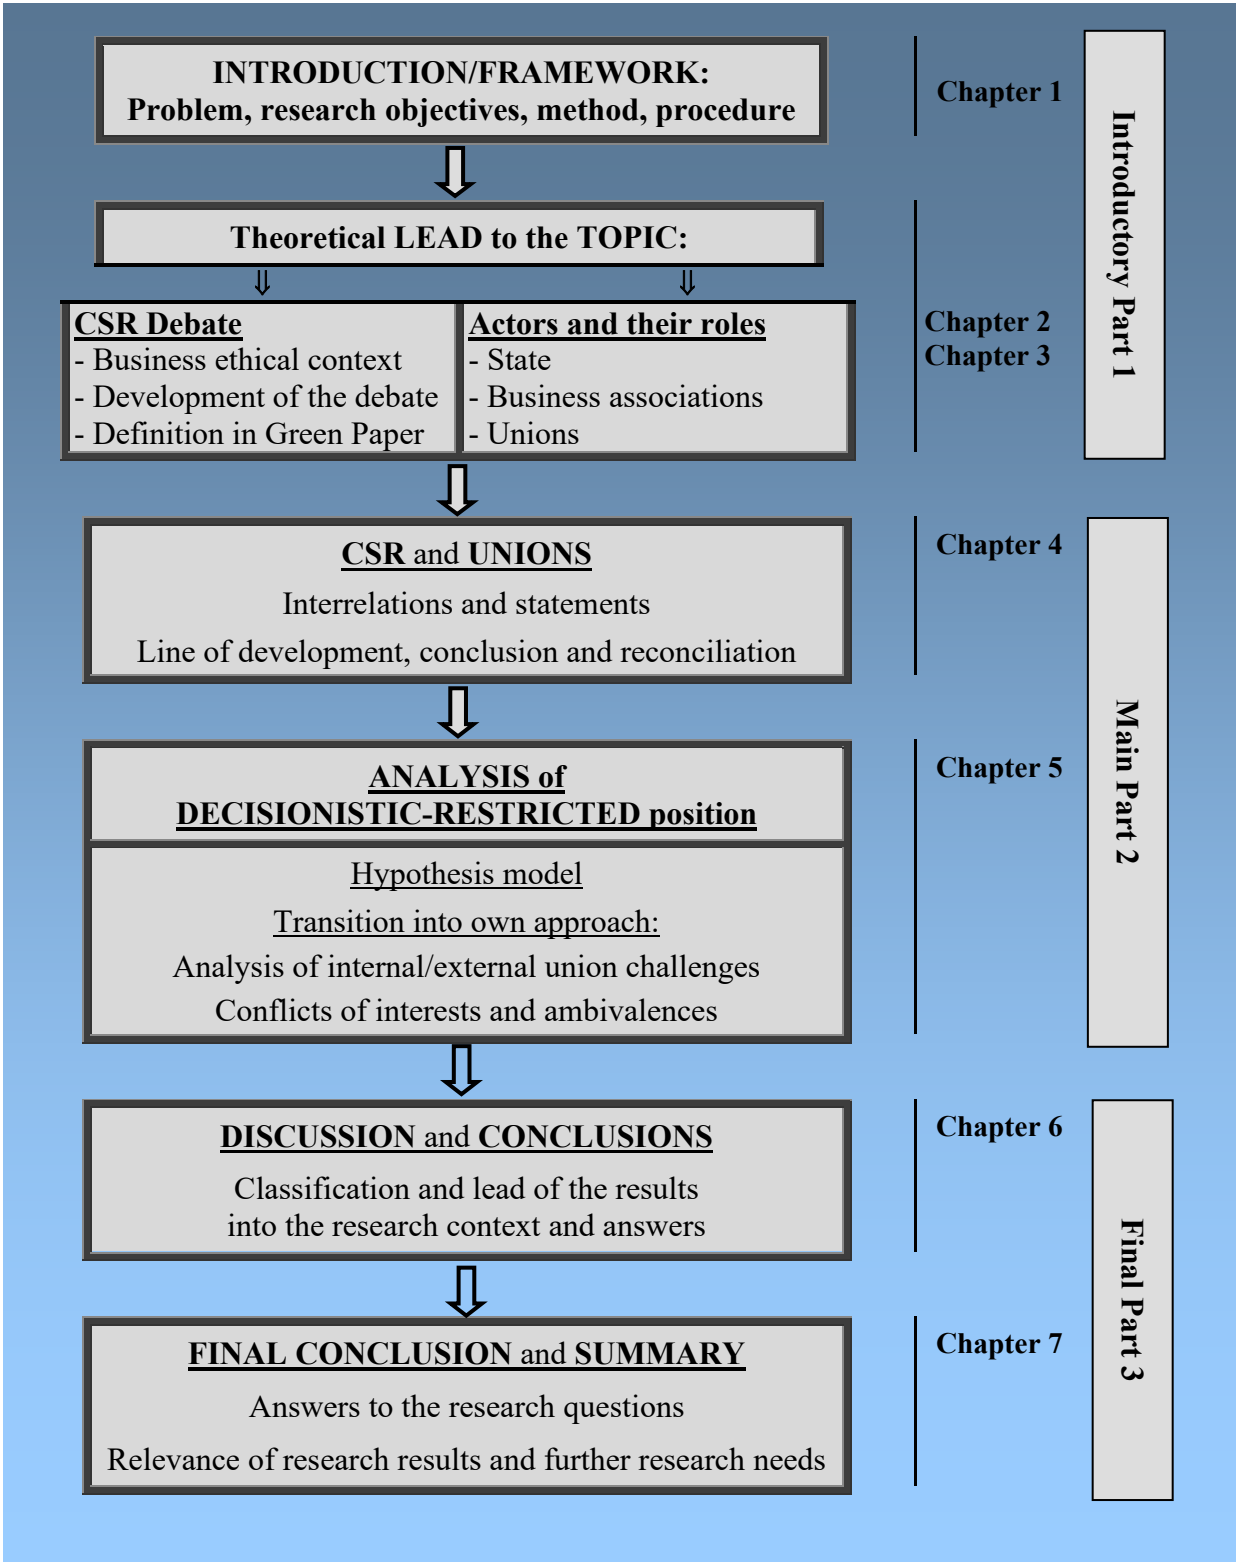 INTRODUCTION/FRAMEWORK:
Problem, research objectives, method, procedure
Chapter 1
Introductory Part 1
Theoretical LEAD to the TOPIC:
CSR Debate
- Business ethical context
- Development of the debate
- Definition in Green Paper
Actors and their roles
- State
- Business associations
- Unions
Chapter 2
Chapter 3
CSR and UNIONS
Interrelations and statements
Line of development, conclusion and reconciliation
Chapter 4
Main Part 2
ANALYSIS of
DECISIONISTIC-RESTRICTED position
Hypothesis model
Transition into own approach:
Analysis of internal/external union challenges
Conflicts of interests and ambivalences
Chapter 5
DISCUSSION and CONCLUSIONS
Classification and lead of the results
into the research context and answers
Chapter 6
Final Part 3
FINAL CONCLUSION and SUMMARY
Answers to the research questions
Relevance of research results and further research needs
Chapter 7